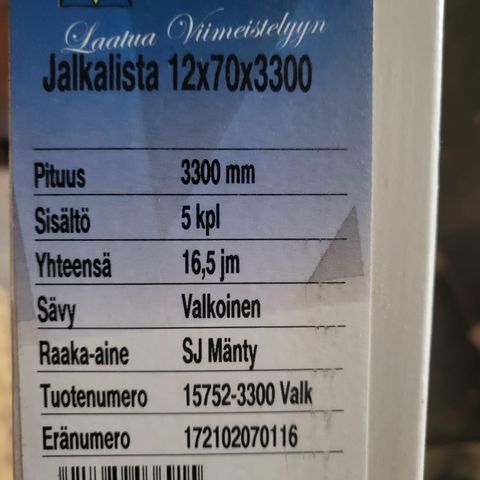 Laatua Viimeistelyyn
Jalkalista 12x70x3300
Pituus 3300 mm
Sisältö 5 kpl
Yhteensä 16,5 jm
Sävy Valkoinen
Raaka-aine SJ Mänty
Tuotenumero 15752-3300 Valk
Eränumero 172102070116